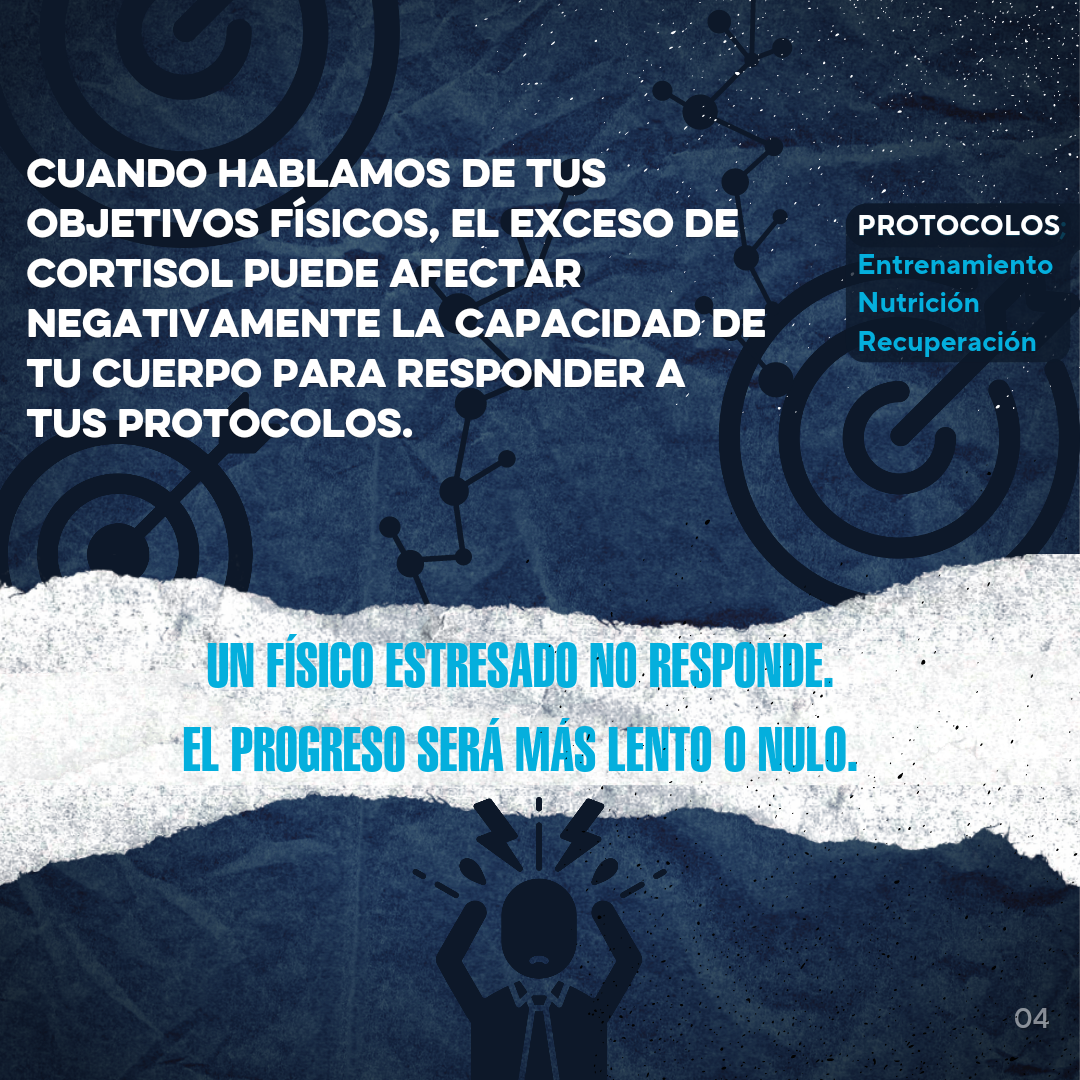 CUANDO HABLAMOS DE TUS
OBJETIVOS FÍSICOS, EL EXCESO DE
CORTISOL PUEDE AFECTAR
NEGATIVAMENTE LA CAPACIDAD DE
TU CUERPO PARA RESPONDER A
TUS PROTOCOLOS.
PROTOCOLOS
Entrenamiento
Nutrición
Recuperación
UN FÍSICO ESTRESADO NO RESPONDE.
EL PROGRESO SERÁ MÁS LENTO O NULO.
04